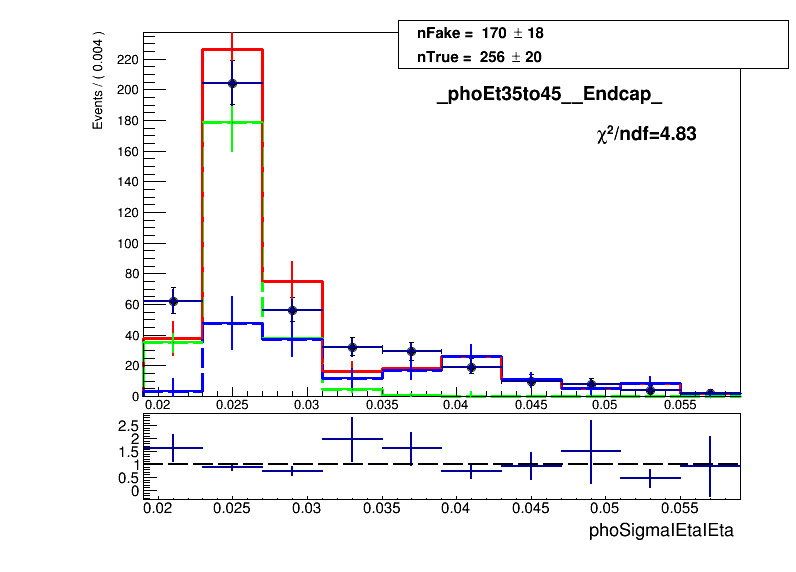 nFake = 170 ± 18
nTrue = 256 ± 20
_phoEt35to45__Endcap_
χ²/ndf=4.83
Events / ( 0.004 )
220
200
180
160
140
120
100
80
60
40
20
0
0.02 0.025 0.03 0.035 0.04 0.045 0.05 0.055
2.5
2
1.5
1
0.5
0
0.02 0.025 0.03 0.035 0.04 0.045 0.05 0.055
phoSigmaIEtaIEta